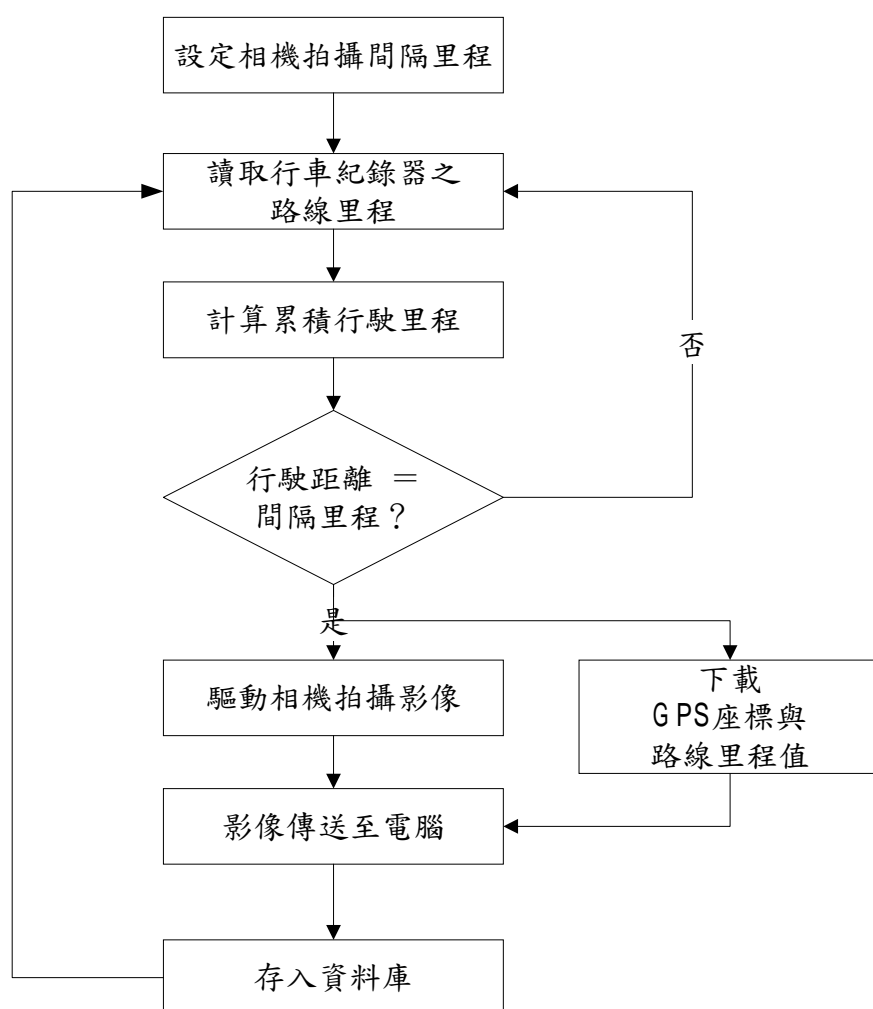 設定相機拍攝間隔里程
讀取行車紀錄器之
路線里程
計算累積行駛里程
否
行駛距離 ＝
間隔里程？
是
驅動相機拍攝影像
下載
GPS座標與
路線里程值
影像傳送至電腦
存入資料庫